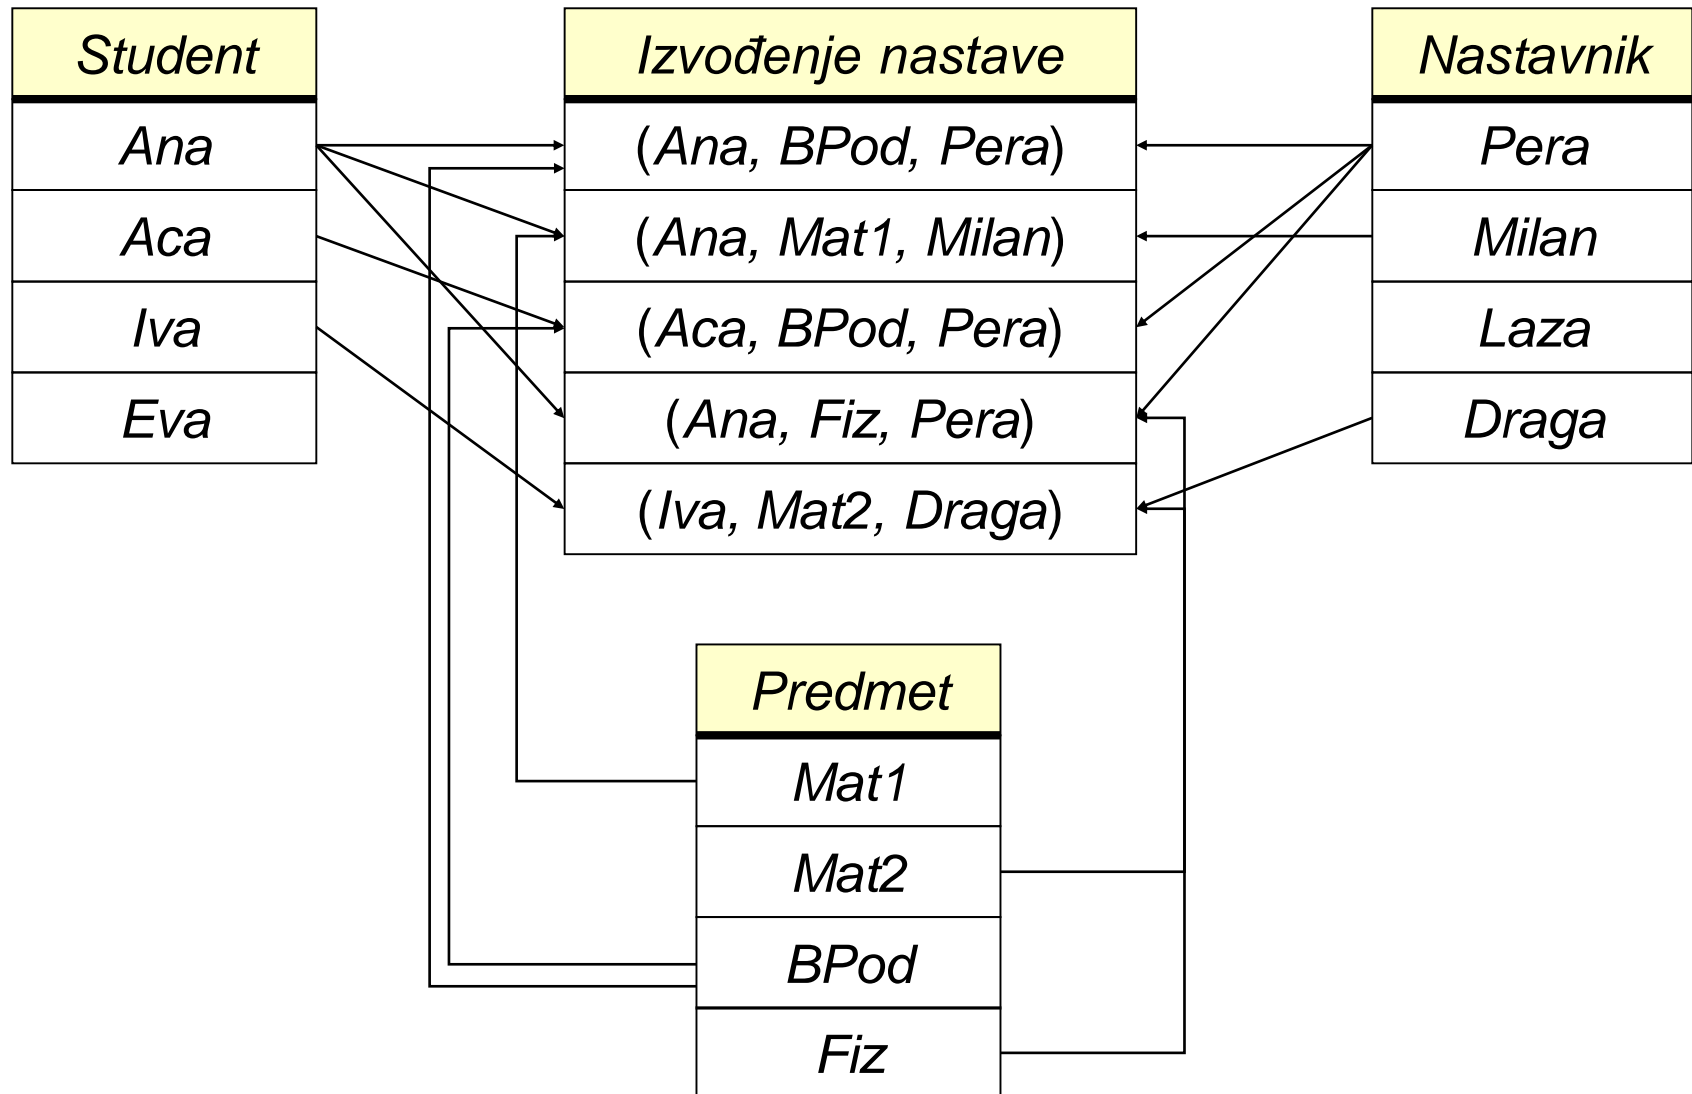 Student
Ana
Aca
Iva
Eva
Izvođenje nastave
(Ana, BPod, Pera)
(Ana, Mat1, Milan)
(Aca, BPod, Pera)
(Ana, Fiz, Pera)
(Iva, Mat2, Draga)
Nastavnik
Pera
Milan
Laza
Draga
Predmet
Mat1
Mat2
BPod
Fiz